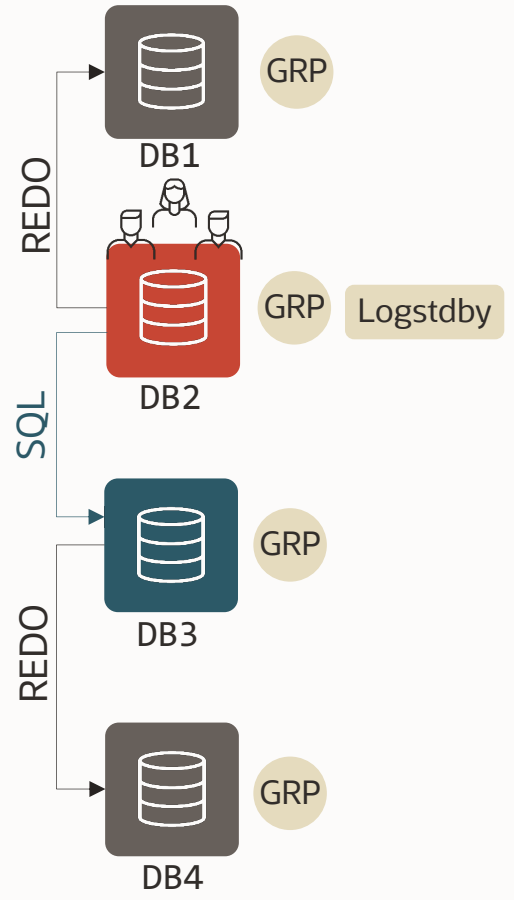 GRP
DB1
REDO
GRP
Logstdby
DB2
SQL
GRP
DB3
REDO
GRP
DB4